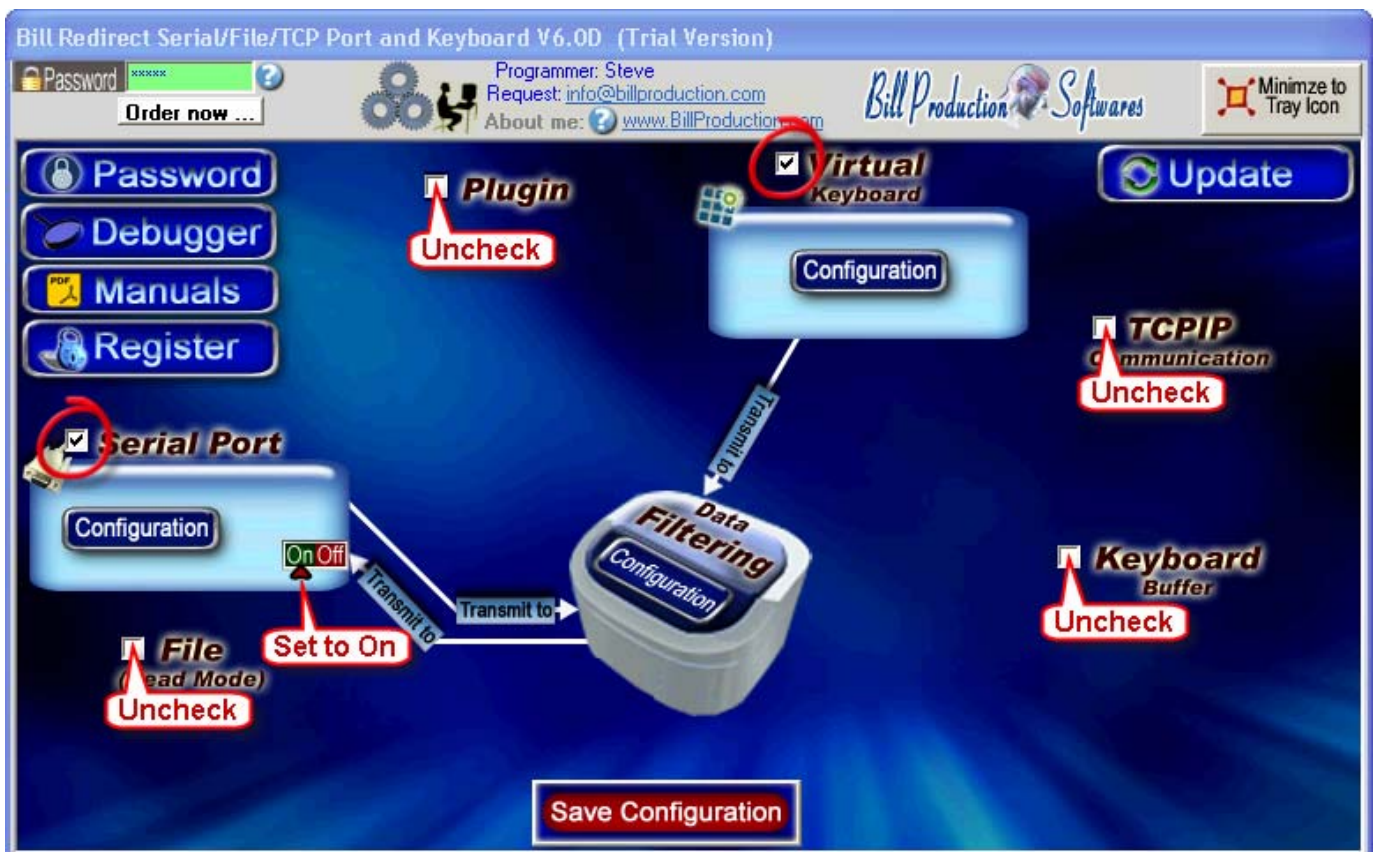 Bill Redirect Serial/File/TCP Port and Keyboard V6.0D (Trial Version)
Password *****
Order now ...
Programmer: Steve
Request: info@billproduction.com
About me: www.BillProduction.com
Bill Production Softwares
Minimze to
Tray Icon
Password
Debugger
PDF
Manuals
Register
Plugin
Uncheck
Virtual
Keyboard
Configuration
Update
TCPIP
Communication
Uncheck
Transmit to
Serial Port
Configuration
On Off
Transmit to
Transmit to
Set to On
Data
Filtering
Configuration
Keyboard
Buffer
Uncheck
File
(Read Mode)
Uncheck
Save Configuration